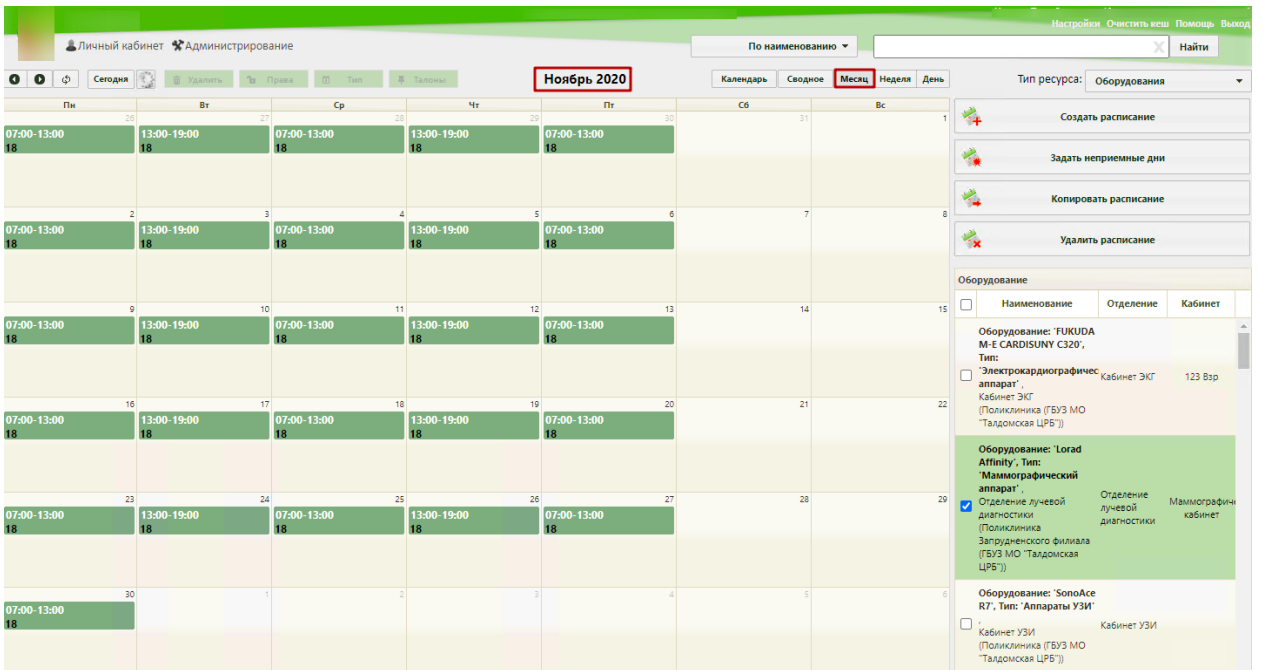 Настройки Очистить кеш Помощь Выход
Личный кабинет Администрирование
По наименованию
X
Найти
Сегодня
Удалить
Права
Тип
Талоны
Ноябрь 2020
Календарь
Сводное
Месяц
Неделя
День
Тип ресурса:
Оборудования
Пн Вт Ср Чт Пт Сб Вс
26 27 28 29 30 31 1
07:00-13:00 13:00-19:00 07:00-13:00 13:00-19:00 07:00-13:00
18 18 18 18 18
2 3 4 5 6 7 8
07:00-13:00 13:00-19:00 07:00-13:00 13:00-19:00 07:00-13:00
18 18 18 18 18
9 10 11 12 13 14 15
07:00-13:00 13:00-19:00 07:00-13:00 13:00-19:00 07:00-13:00
18 18 18 18 18
16 17 18 19 20 21 22
07:00-13:00 13:00-19:00 07:00-13:00 13:00-19:00 07:00-13:00
18 18 18 18 18
23 24 25 26 27 28 29
07:00-13:00 13:00-19:00 07:00-13:00 13:00-19:00 07:00-13:00
18 18 18 18 18
30 1 2 3 4 5 6
07:00-13:00
18
Создать расписание
Задать неприемные дни
Копировать расписание
Удалить расписание
Оборудование
Наименование Отделение Кабинет
Оборудование: 'FUKUDA
M-E CARDISUNY C320',
Тип:
'Электрокардиографичес
аппарат' ,
Кабинет ЭКГ
(Поликлиника (ГБУЗ МО
"Талдомская ЦРБ"))
Кабинет ЭКГ
123 Взр
Оборудование: 'Lorad
Affinity', Тип:
'Маммографический
аппарат' ,
Отделение лучевой
диагностики
(Поликлиника
Запрудненского филиала
(ГБУЗ МО "Талдомская
ЦРБ"))
Отделение
лучевой
диагностики
Маммографиче
кабинет
Оборудование: 'SonoAce
R7', Тип: 'Аппараты УЗИ'
,
Кабинет УЗИ
(Поликлиника (ГБУЗ МО
"Талдомская ЦРБ"))
Кабинет УЗИ